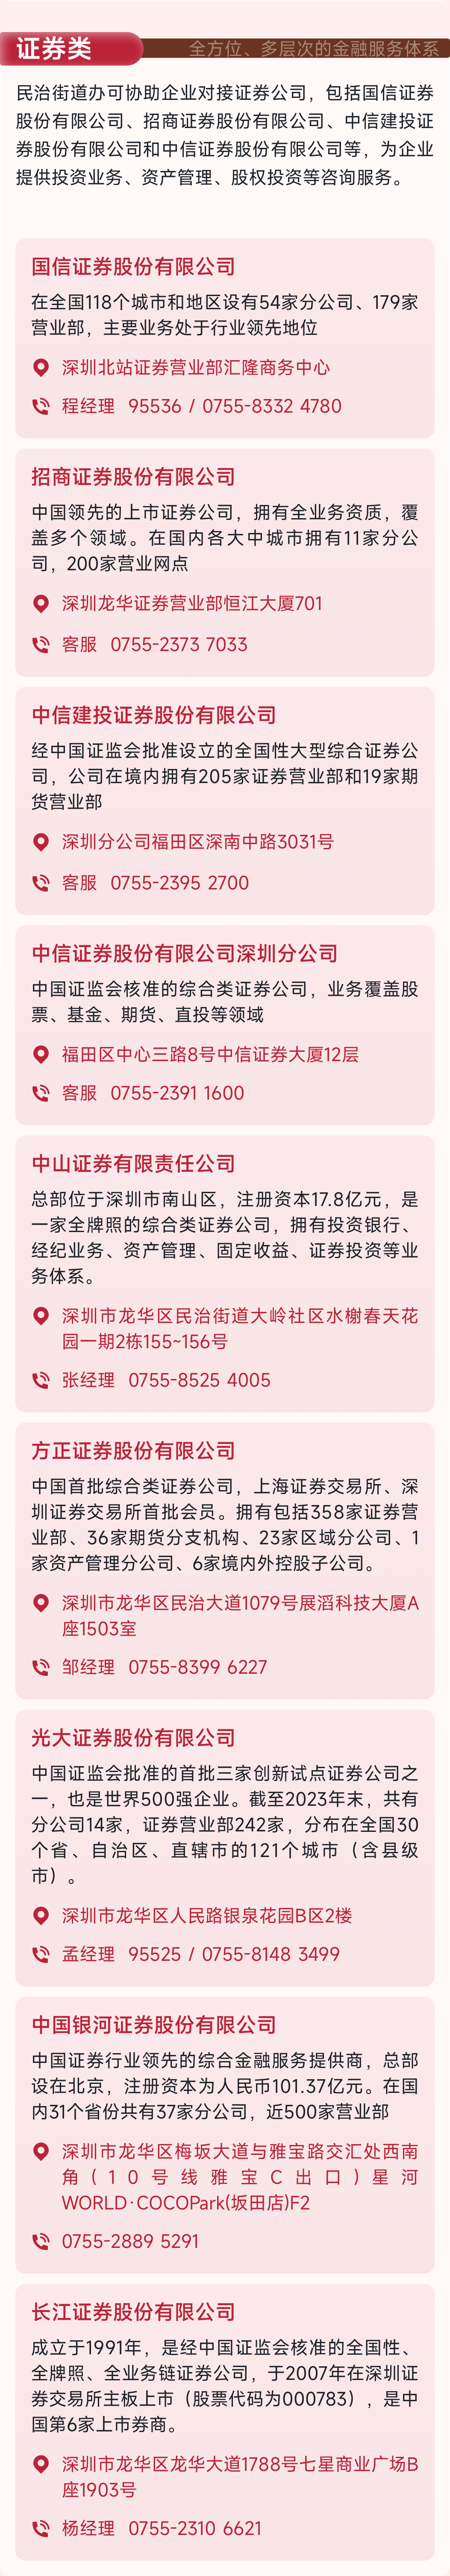 证券类
全方位、多层次的金融服务体系
民治街道办可协助企业对接证券公司，包括国信证券
股份有限公司、招商证券股份有限公司、中信建投证
券股份有限公司和中信证券股份有限公司等，为企业
提供投资业务、资产管理、股权投资等咨询服务。
国信证券股份有限公司
在全国118个城市和地区设有54家分公司、179家
营业部，主要业务处于行业领先地位
深圳北站证券营业部汇隆商务中心
程经理 95536 / 0755-8332 4780
招商证券股份有限公司
中国领先的上市证券公司，拥有全业务资质，覆
盖多个领域。在国内各大中城市拥有11家分公
司，200家营业网点
深圳龙华证券营业部恒江大厦701
客服 0755-2373 7033
中信建投证券股份有限公司
经中国证监会批准设立的全国性大型综合证券公
司，公司在境内拥有205家证券营业部和19家期
货营业部
深圳分公司福田区深南中路3031号
客服 0755-2395 2700
中信证券股份有限公司深圳分公司
中国证监会核准的综合类证券公司，业务覆盖股
票、基金、期货、直投等领域
福田区中心三路8号中信证券大厦12层
客服 0755-2391 1600
中山证券有限责任公司
总部位于深圳市南山区，注册资本17.8亿元，是
一家全牌照的综合类证券公司，拥有投资银行、
经纪业务、资产管理、固定收益、证券投资等业
务体系。
深圳市龙华区民治街道大岭社区水榭春天花
园一期2栋155~156号
张经理 0755-8525 4005
方正证券股份有限公司
中国首批综合类证券公司，上海证券交易所、深
圳证券交易所首批会员。拥有包括358家证券营
业部、36家期货分支机构、23家区域分公司、1
家资产管理分公司、6家境内外控股子公司。
深圳市龙华区民治大道1079号展滔科技大厦A
座1503室
邹经理 0755-8399 6227
光大证券股份有限公司
中国证监会批准的首批三家创新试点证券公司之
一，也是世界500强企业。截至2023年末，共有
分公司14家，证券营业部242家，分布在全国30
个省、自治区、直辖市的121个城市（含县级
市）。
深圳市龙华区人民路银泉花园B区2楼
孟经理 95525 / 0755-8148 3499
中国银河证券股份有限公司
中国证券行业领先的综合金融服务提供商，总部
设在北京，注册资本为人民币101.37亿元。在国
内31个省份共有37家分公司，近500家营业部
深圳市龙华区梅坂大道与雅宝路交汇处西南
角(10号线雅宝C出口)星河
WORLD·COCOPark(坂田店)F2
0755-2889 5291
长江证券股份有限公司
成立于1991年，是经中国证监会核准的全国性、
全牌照、全业务链证券公司，于2007年在深圳证
券交易所主板上市（股票代码为000783），是中
国第6家上市券商。
深圳市龙华区龙华大道1788号七星商业广场B
座1903号
杨经理 0755-2310 6621